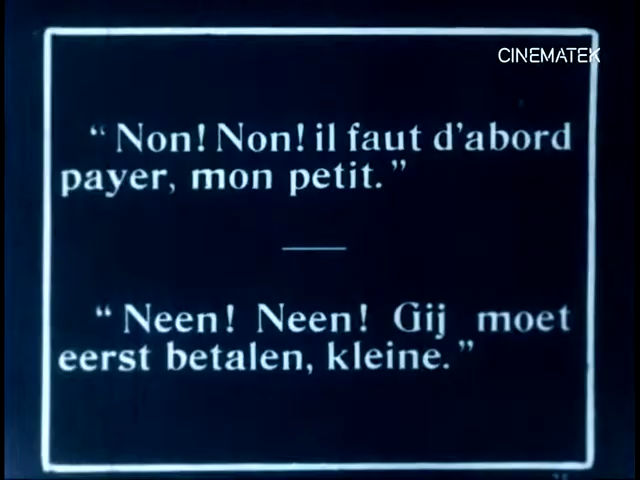 CINEMATEK
“ Non! Non! il faut d’abord
payer, mon petit.”
“ Neen! Neen! Gij moet
eerst betalen, kleine.”